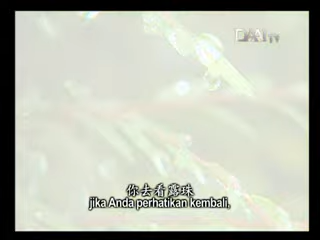 DAAI TV
你去看露珠
jika Anda perhatikan kembali,